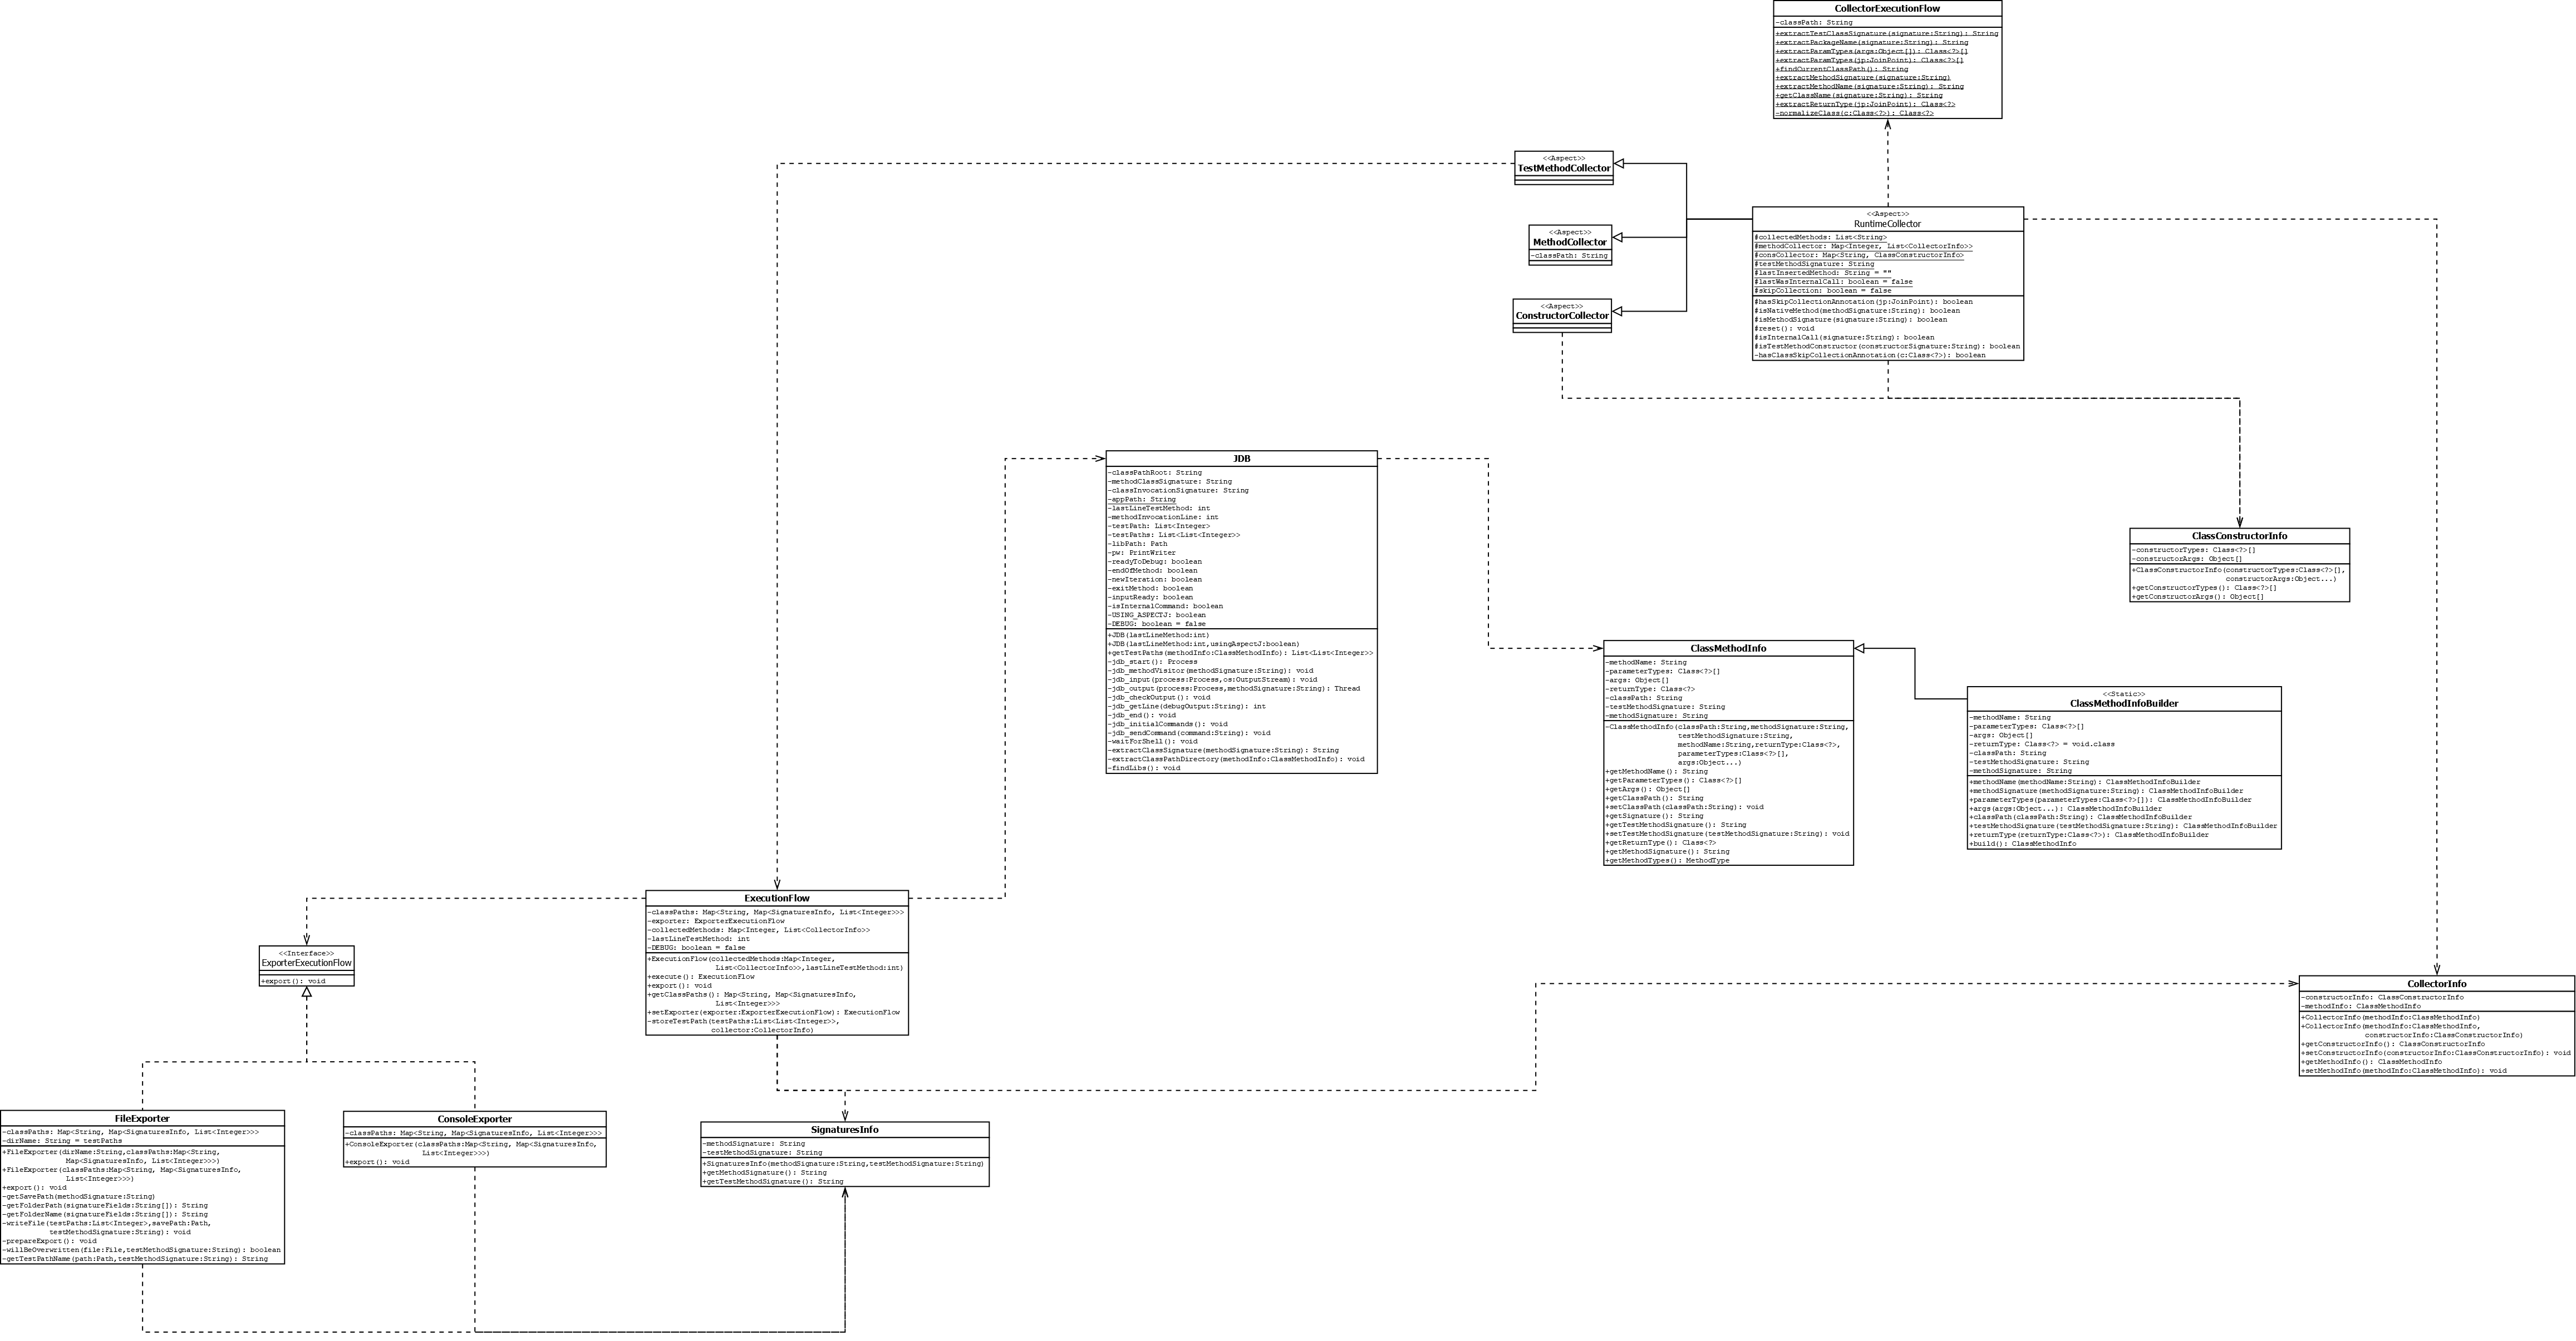 CollectorExecutionFlow
-classPath: String
+extractTestClassSignature(signature:String): String
+extractPackageName(signature:String): String
+extractParamTypes(args:Object[]): Class<?>[]
+extractParamTypes(jp:JoinPoint): Class<?>[]
+findCurrentClassPath(): String
+extractMethodSignature(signature:String)
+extractMethodName(signature:String): String
+getClassName(signature:String): String
+extractReturnType(jp:JoinPoint): Class<?>
-normalizeClass(c:Class<?>): Class<?>
<<Aspect>>
TestMethodCollector
<<Aspect>>
MethodCollector
-classPath: String
<<Aspect>>
ConstructorCollector
<<Aspect>>
RuntimeCollector
#collectedMethods: List<String>
#methodCollector: Map<Integer, List<CollectorInfo>>
#consCollector: Map<String, ClassConstructorInfo>
#testMethodSignature: String
#lastInsertedMethod: String = ""
#lastWasInternalCall: boolean = false
#skipCollection: boolean = false
#hasSkipCollectionAnnotation(jp:JoinPoint): boolean
#isNativeMethod(methodSignature:String): boolean
#isMethodSignature(signature:String): boolean
#reset(): void
#isInternalCall(signature:String): boolean
#isTestMethodConstructor(constructorSignature:String): boolean
-hasClassSkipCollectionAnnotation(c:Class<?>): boolean
JDB
-classPathRoot: String
-methodClassSignature: String
-classInvocationSignature: String
-appPath: String
-lastLineTestMethod: int
-methodInvocationLine: int
-testPath: List<Integer>
-testPaths: List<List<Integer>>
-libPath: Path
-pw: PrintWriter
-readyToDebug: boolean
-endOfMethod: boolean
-newIteration: boolean
-exitMethod: boolean
-inputReady: boolean
-isInternalCommand: boolean
-USING_ASPECTJ: boolean
-DEBUG: boolean = false
+JDB(lastLineMethod:int)
+JDB(lastLineMethod:int,usingAspectJ:boolean)
+getTestPaths(methodInfo:ClassMethodInfo): List<List<Integer>>
-jdb_start(): Process
-jdb_methodVisitor(methodSignature:String): void
-jdb_input(process:Process,os:OutputStream): void
-jdb_output(process:Process,methodSignature:String): Thread
-jdb_checkOutput(): void
-jdb_getLine(debugOutput:String): int
-jdb_end(): void
-jdb_initialCommands(): void
-jdb_sendCommand(command:String): void
-waitForShell(): void
-extractClassSignature(methodSignature:String): String
-extractClassPathDirectory(methodInfo:ClassMethodInfo): void
-findLibs(): void
ClassConstructorInfo
-constructorTypes: Class<?>[]
-constructorArgs: Object[]
+ClassConstructorInfo(constructorTypes:Class<?>[],
constructorArgs:Object...)
+getConstructorTypes(): Class<?>[]
+getConstructorArgs(): Object[]
ClassMethodInfo
-methodName: String
-parameterTypes: Class<?>[]
-args: Object[]
-returnType: Class<?>
-classPath: String
-testMethodSignature: String
-methodSignature: String
-ClassMethodInfo(classPath:String,methodSignature:String,
testMethodSignature:String,
methodName:String,returnType:Class<?>,
parameterTypes:Class<?>[],
args:Object...)
+getMethodName(): String
+getParameterTypes(): Class<?>[]
+getArgs(): Object[]
+getClassPath(): String
+setClassPath(classPath:String): void
+getSignature(): String
+getTestMethodSignature(): String
+setTestMethodSignature(testMethodSignature:String): void
+getReturnType(): Class<?>
+getMethodSignature(): String
+getMethodTypes(): MethodType
<<Static>>
ClassMethodInfoBuilder
-methodName: String
-parameterTypes: Class<?>[]
-args: Object[]
-returnType: Class<?> = void.class
-classPath: String
-testMethodSignature: String
-methodSignature: String
+methodName(methodName:String): ClassMethodInfoBuilder
+methodSignature(methodSignature:String): ClassMethodInfoBuilder
+parameterTypes(parameterTypes:Class<?>[]): ClassMethodInfoBuilder
+args(args:Object...): ClassMethodInfoBuilder
+classPath(classPath:String): ClassMethodInfoBuilder
+testMethodSignature(testMethodSignature:String): ClassMethodInfoBuilder
+returnType(returnType:Class<?>): ClassMethodInfoBuilder
+build(): ClassMethodInfo
ExecutionFlow
-classPaths: Map<String, Map<SignaturesInfo, List<Integer>>>
-exporter: ExporterExecutionFlow
-collectedMethods: Map<Integer, List<CollectorInfo>>
-lastLineTestMethod: int
-DEBUG: boolean = false
+ExecutionFlow(collectedMethods:Map<Integer,
List<CollectorInfo>>,lastLineTestMethod:int)
+execute(): ExecutionFlow
+export(): void
+getClassPaths(): Map<String, Map<SignaturesInfo,
List<Integer>>>
+setExporter(exporter:ExporterExecutionFlow): ExecutionFlow
-storeTestPath(testPaths:List<List<Integer>>,
collector:CollectorInfo)
<<Interface>>
ExporterExecutionFlow
+export(): void
CollectorInfo
-constructorInfo: ClassConstructorInfo
-methodInfo: ClassMethodInfo
+CollectorInfo(methodInfo:ClassMethodInfo)
+CollectorInfo(methodInfo:ClassMethodInfo,
constructorInfo:ClassConstructorInfo)
+getConstructorInfo(): ClassConstructorInfo
+setConstructorInfo(constructorInfo:ClassConstructorInfo): void
+getMethodInfo(): ClassMethodInfo
+setMethodInfo(methodInfo:ClassMethodInfo): void
FileExporter
-classPaths: Map<String, Map<SignaturesInfo, List<Integer>>>
-dirName: String = testPaths
+FileExporter(dirName:String,classPaths:Map<String,
Map<SignaturesInfo, List<Integer>>>)
+FileExporter(classPaths:Map<String, Map<SignaturesInfo,
List<Integer>>>)
+export(): void
-getSavePath(methodSignature:String)
-getFolderPath(signatureFields:String[]): String
-getFolderName(signatureFields:String[]): String
-writeFile(testPaths:List<Integer>,savePath:Path,
testMethodSignature:String): void
-prepareExport(): void
-willBeOverwritten(file:File,testMethodSignature:String): boolean
-getTestPathName(path:Path,testMethodSignature:String): String
ConsoleExporter
-classPaths: Map<String, Map<SignaturesInfo, List<Integer>>>
+ConsoleExporter(classPaths:Map<String, Map<SignaturesInfo,
List<Integer>>>)
+export(): void
SignaturesInfo
-methodSignature: String
-testMethodSignature: String
+SignaturesInfo(methodSignature:String,testMethodSignature:String)
+getMethodSignature(): String
+getTestMethodSignature(): String